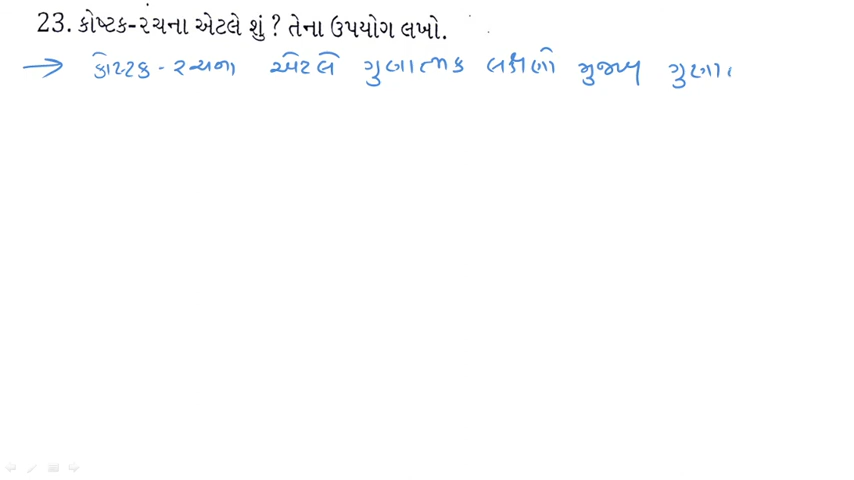 23. કોષ્ટક-રચના એટલે શું ? તેના ઉપયોગ લખો.
→ કોષ્ટક - રચના એટલે ગુણાત્મક લક્ષણો મુજબ ગુણા